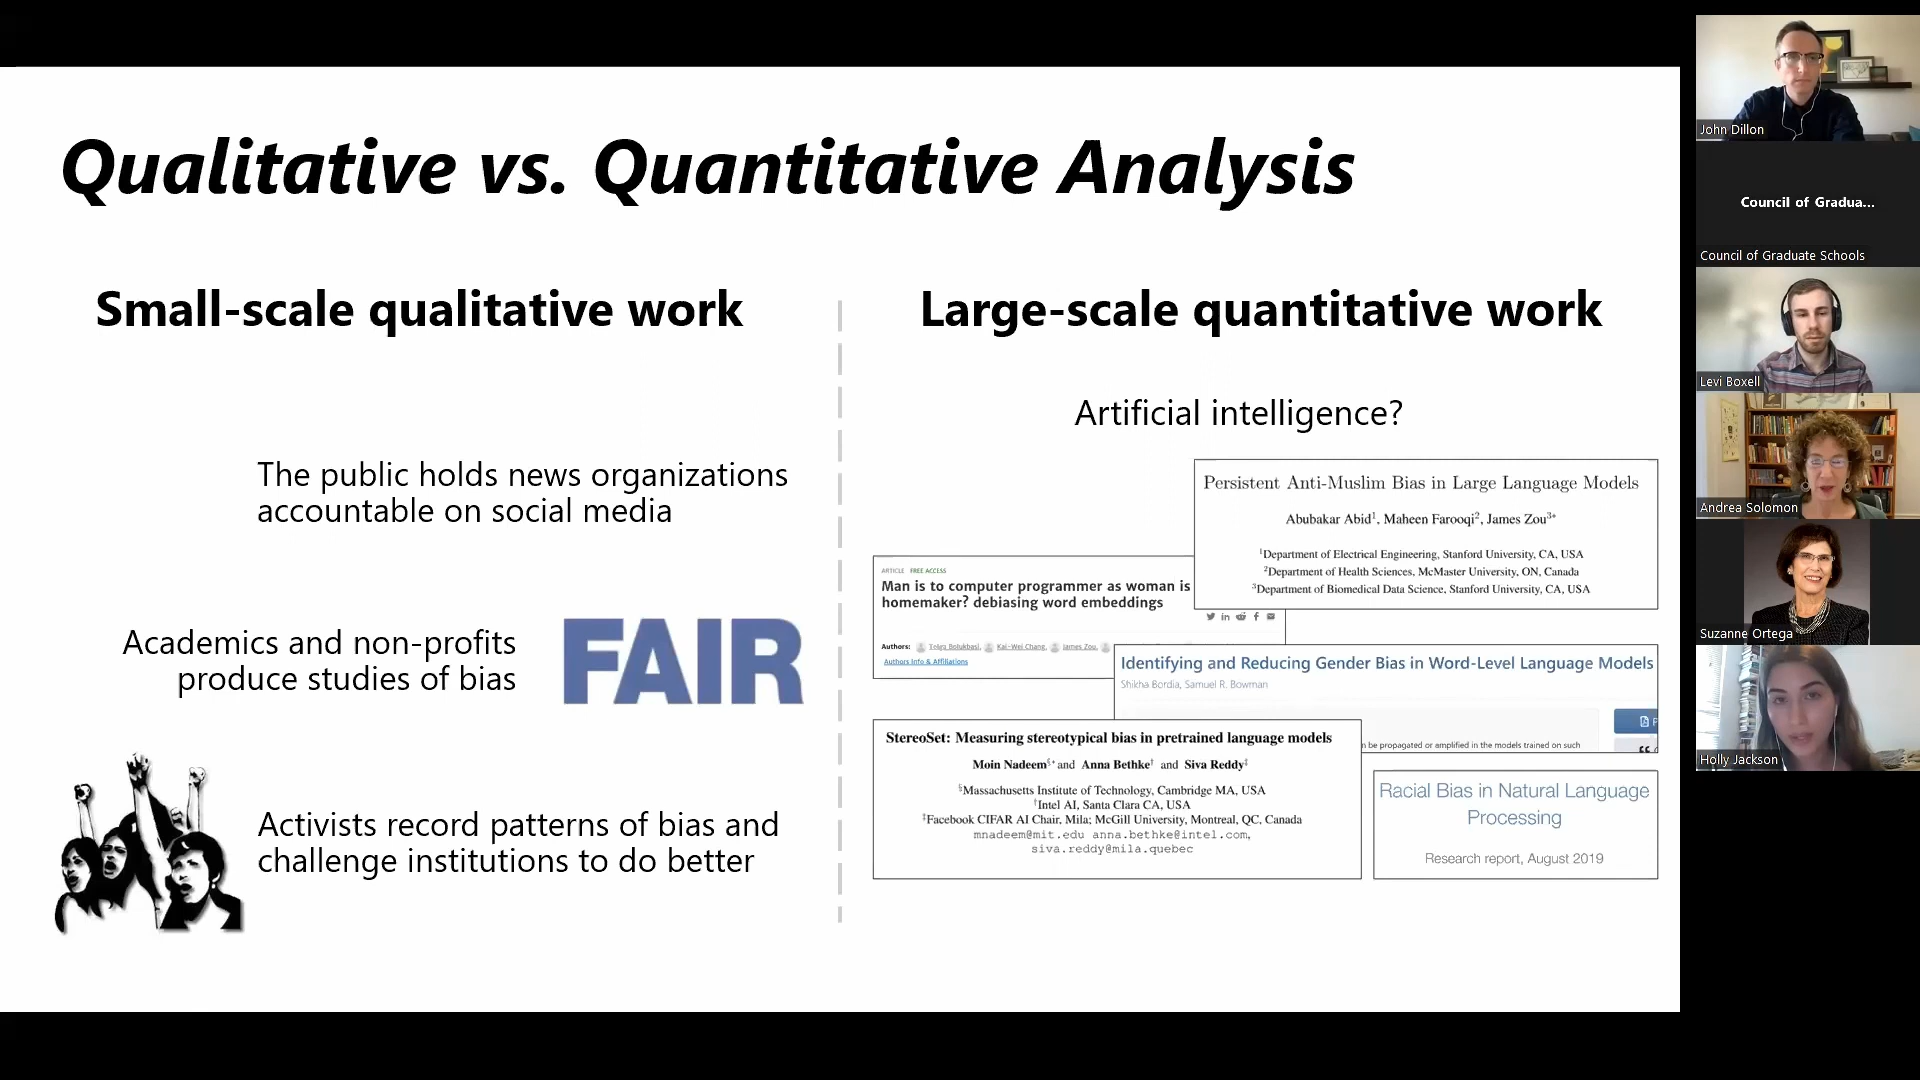 Qualitative vs. Quantitative Analysis
Small-scale qualitative work
The public holds news organizations
accountable on social media
Academics and non-profits
produce studies of bias
FAIR
Activists record patterns of bias and
challenge institutions to do better
Large-scale quantitative work
Artificial intelligence?
Persistent Anti-Muslim Bias in Large Language Models
Abubakar Abid1, Maheen Farooqi2, James Zou3*
1Department of Electrical Engineering, Stanford University, CA, USA
2Department of Health Sciences, McMaster University, ON, Canada
3Department of Biomedical Data Science, Stanford University, CA, USA
ARTICLE FREE ACCESS
Man is to computer programmer as woman is
homemaker? debiasing word embeddings
Authors: Tolga Bolukbasi, Kai-Wei Chang, James Zou,
Authors Info & Affiliations
Identifying and Reducing Gender Bias in Word-Level Language Models
Shikha Bordia, Samuel R. Bowman
n be propagated or amplified in the models trained on such
StereoSet: Measuring stereotypical bias in pretrained language models
Moin Nadeem§* and Anna Bethke† and Siva Reddy‡
§Massachusetts Institute of Technology, Cambridge MA, USA
†Intel AI, Santa Clara CA, USA
‡Facebook CIFAR AI Chair, Mila; McGill University, Montreal, QC, Canada
mnadeem@mit.edu anna.bethke@intel.com,
siva.reddy@mila.quebec
Racial Bias in Natural Language
Processing
Research report, August 2019
John Dillon
Council of Gradua...
Council of Graduate Schools
Levi Boxell
Andrea Solomon
Suzanne Ortega
Holly Jackson